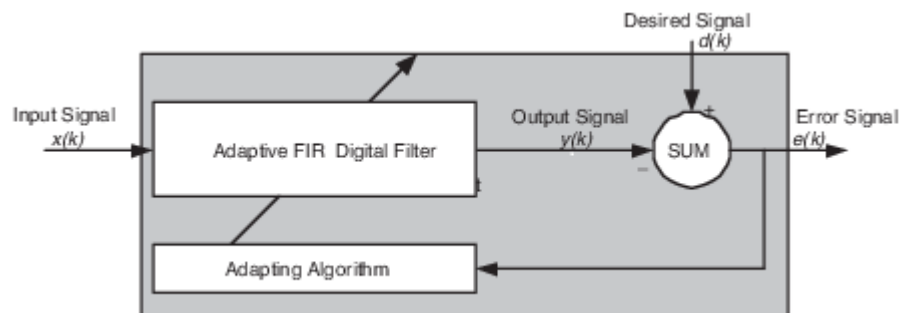 Desired Signal
d(k)
+
Input Signal
x(k)
Adaptive FIR Digital Filter
Output Signal
y(k)
–
SUM
Error Signal
e(k)
t
Adapting Algorithm